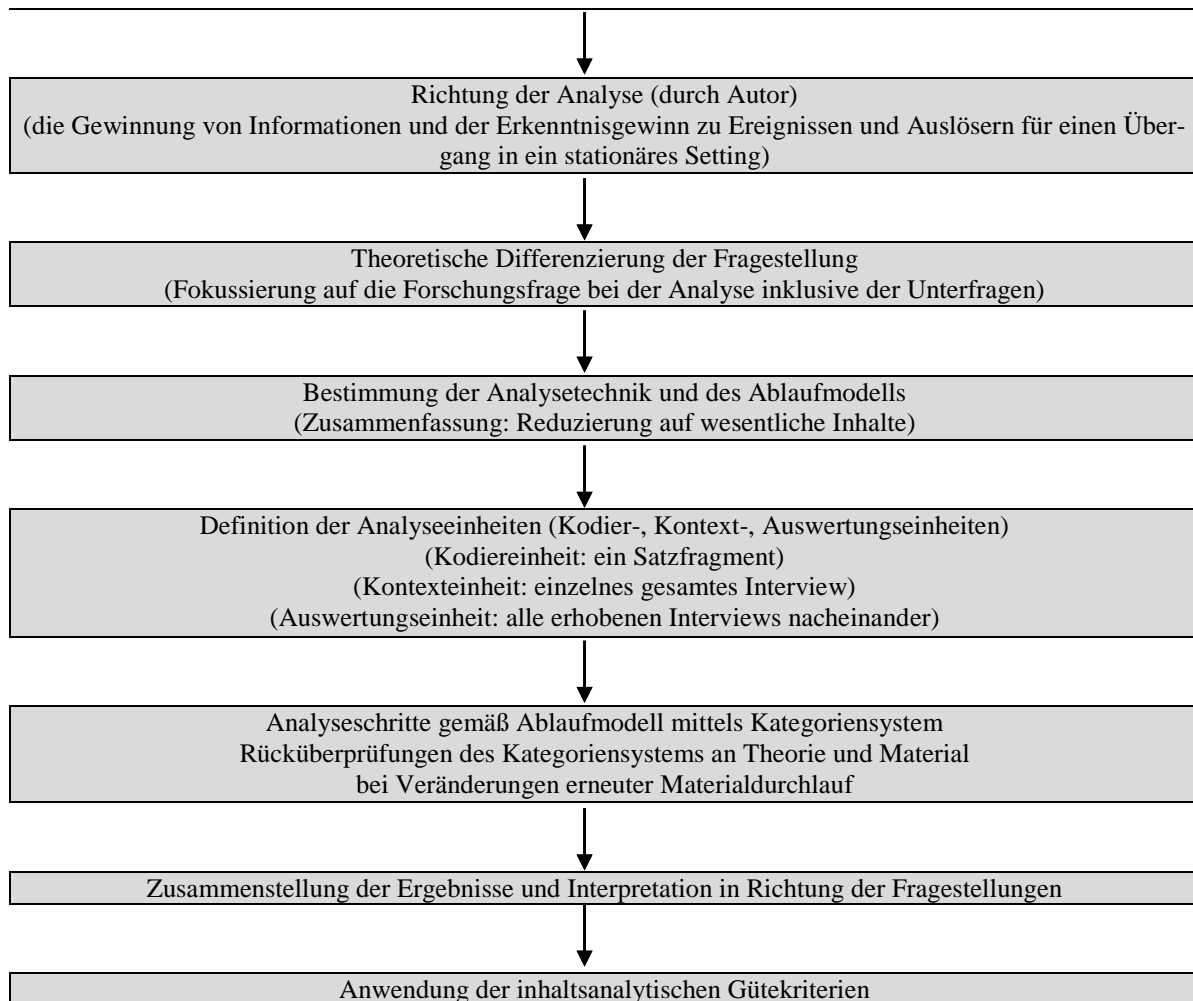 Richtung der Analyse (durch Autor)
(die Gewinnung von Informationen und der Erkenntnisgewinn zu Ereignissen und Auslösern für einen Über-
gang in ein stationäres Setting)
Theoretische Differenzierung der Fragestellung
(Fokussierung auf die Forschungsfrage bei der Analyse inklusive der Unterfragen)
Bestimmung der Analysetechnik und des Ablaufmodells
(Zusammenfassung: Reduzierung auf wesentliche Inhalte)
Definition der Analyseeinheiten (Kodier-, Kontext-, Auswertungseinheiten)
(Kodiereinheit: ein Satzfragment)
(Kontexteinheit: einzelnes gesamtes Interview)
(Auswertungseinheit: alle erhobenen Interviews nacheinander)
Analyseschritte gemäß Ablaufmodell mittels Kategoriensystem
Rücküberprüfungen des Kategoriensystems an Theorie und Material
bei Veränderungen erneuter Materialdurchlauf
Zusammenstellung der Ergebnisse und Interpretation in Richtung der Fragestellungen
Anwendung der inhaltsanalytischen Gütekriterien